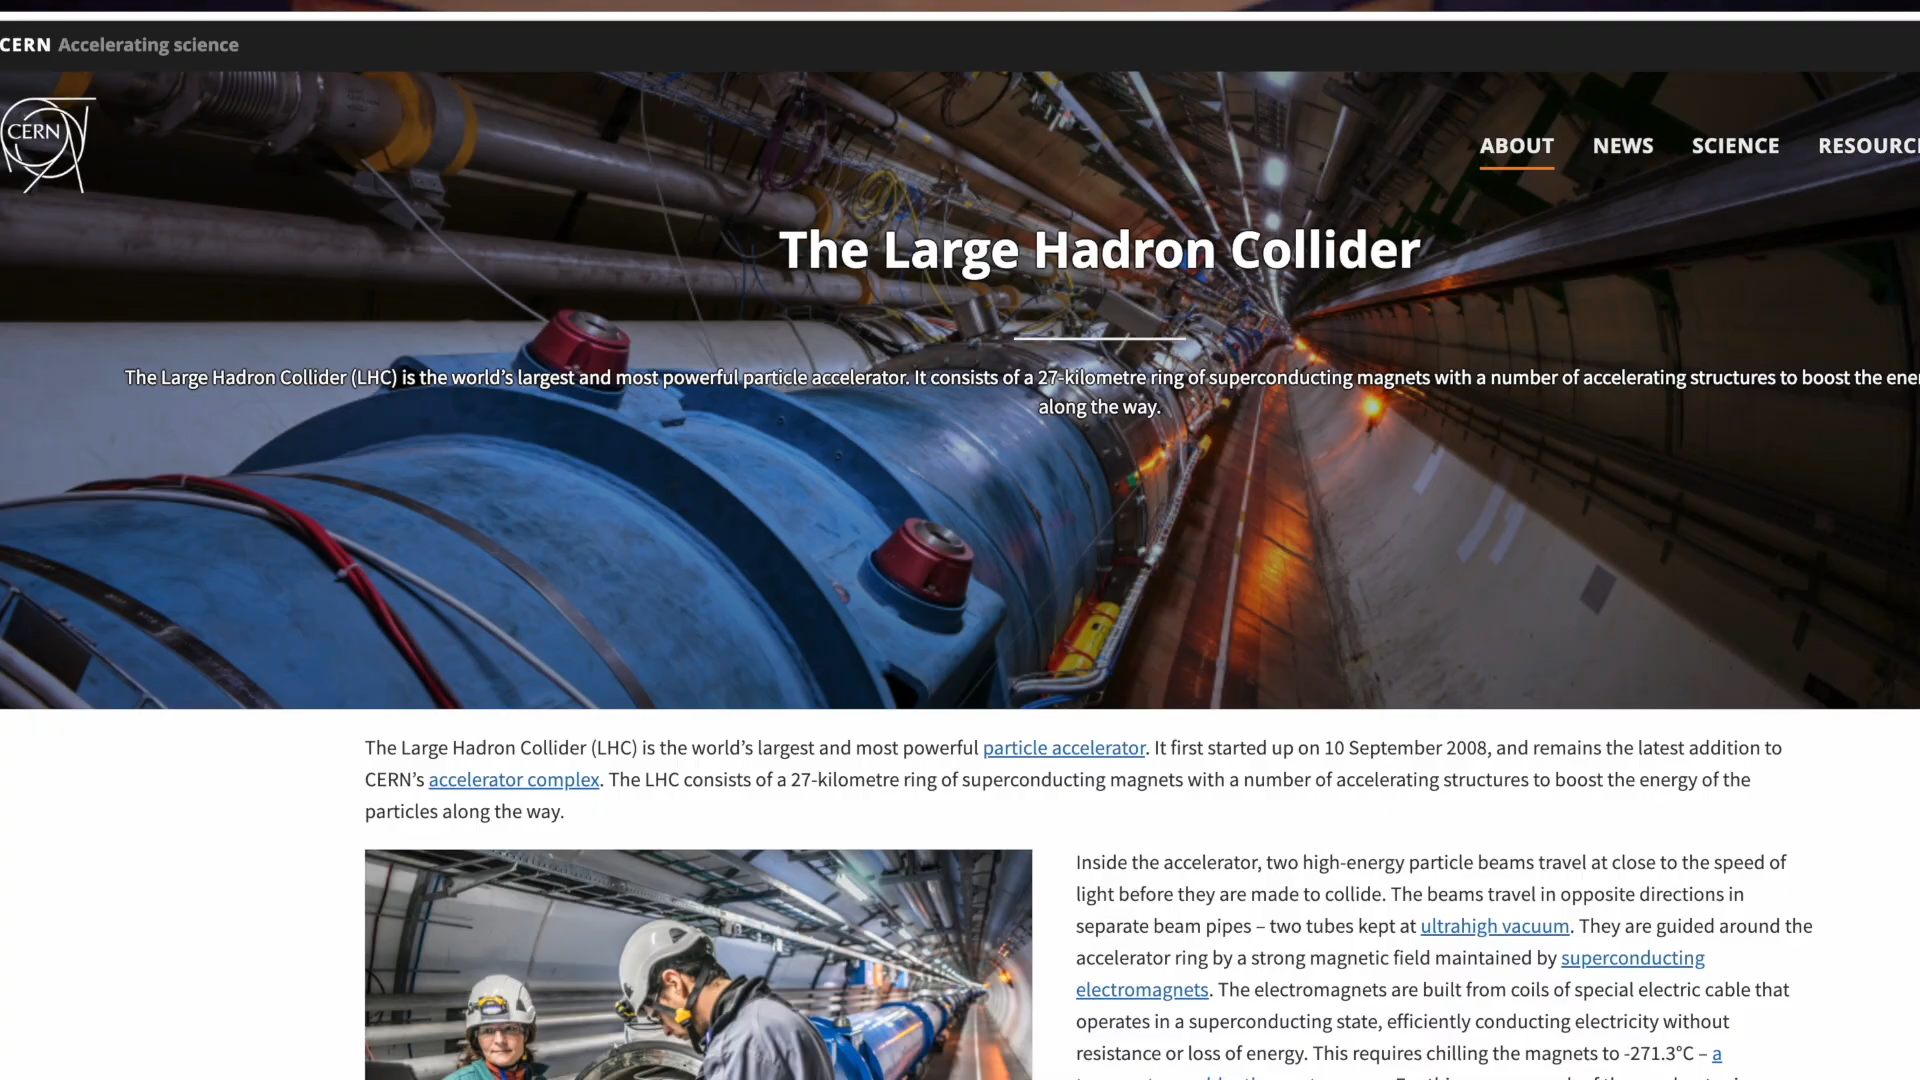 CERN Accelerating science
CERN
ABOUT NEWS SCIENCE
The Large Hadron Collider
The Large Hadron Collider (LHC) is the world's largest and most powerful particle accelerator. It consists of a 27-kilometre ring of superconducting magnets with a number of accelerating structures to boost the
along the way.
The Large Hadron Collider (LHC) is the world's largest and most powerful particle accelerator. It first started up on 10 September 2008, and remains the latest addition to
CERN's accelerator complex. The LHC consists of a 27-kilometre ring of superconducting magnets with a number of accelerating structures to boost the energy of the
particles along the way.
Inside the accelerator, two high-energy particle beams travel at close to the speed of
light before they are made to collide. The beams travel in opposite directions in
separate beam pipes – two tubes kept at ultrahigh vacuum. They are guided around the
accelerator ring by a strong magnetic field maintained by superconducting
electromagnets. The electromagnets are built from coils of special electric cable that
operates in a superconducting state, efficiently conducting electricity without
resistance or loss of energy. This requires chilling the magnets to -271.3°C – a